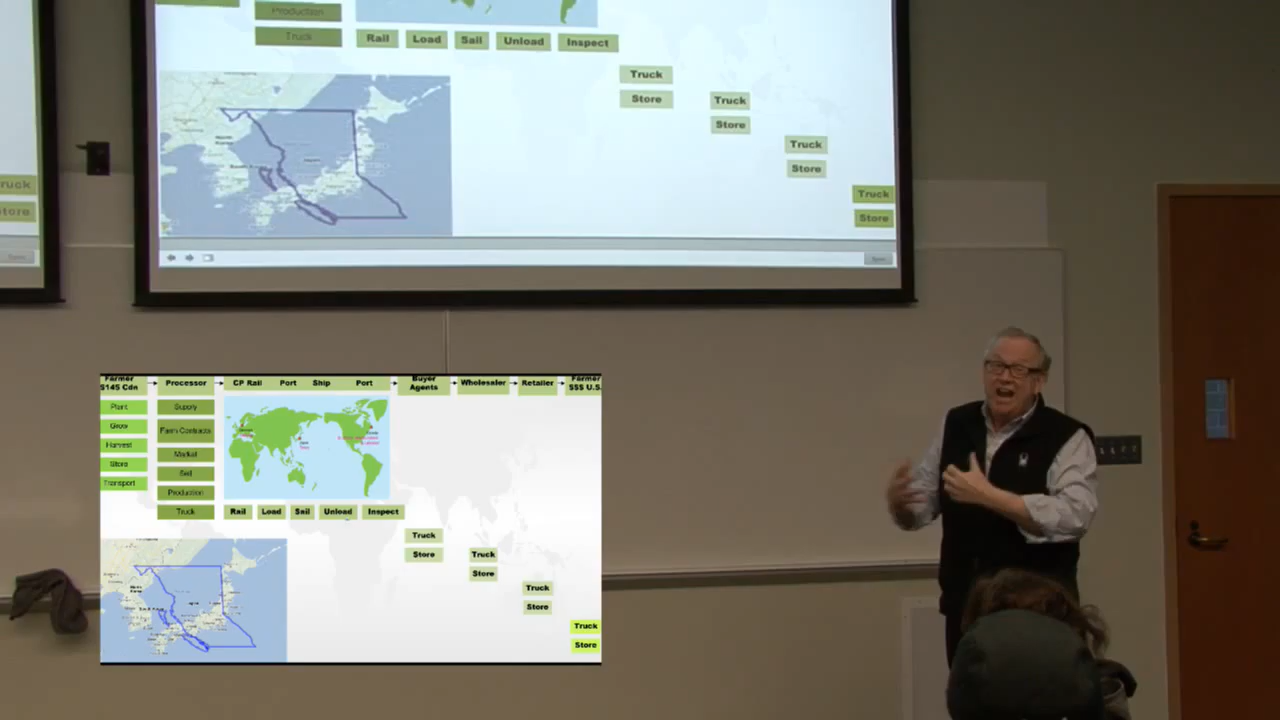 Production
Truck
Rail
Load
Sail
Unload
Inspect
Truck
Store
Truck
Store
Truck
Store
Truck
Store
Truck
Store
Farmer
$145 Cdn
Processor
CP Rail
Port
Ship
Port
Buyer
Agents
Wholesaler
Retailer
Farmer
555 U.S.
Plant
Grow
Harvest
Store
Transport
Supply
Farm Contracts
Market
Sell
Production
Truck
Rail
Load
Sail
Unload
Inspect
Truck
Store
Truck
Store
Truck
Store
Truck
Store